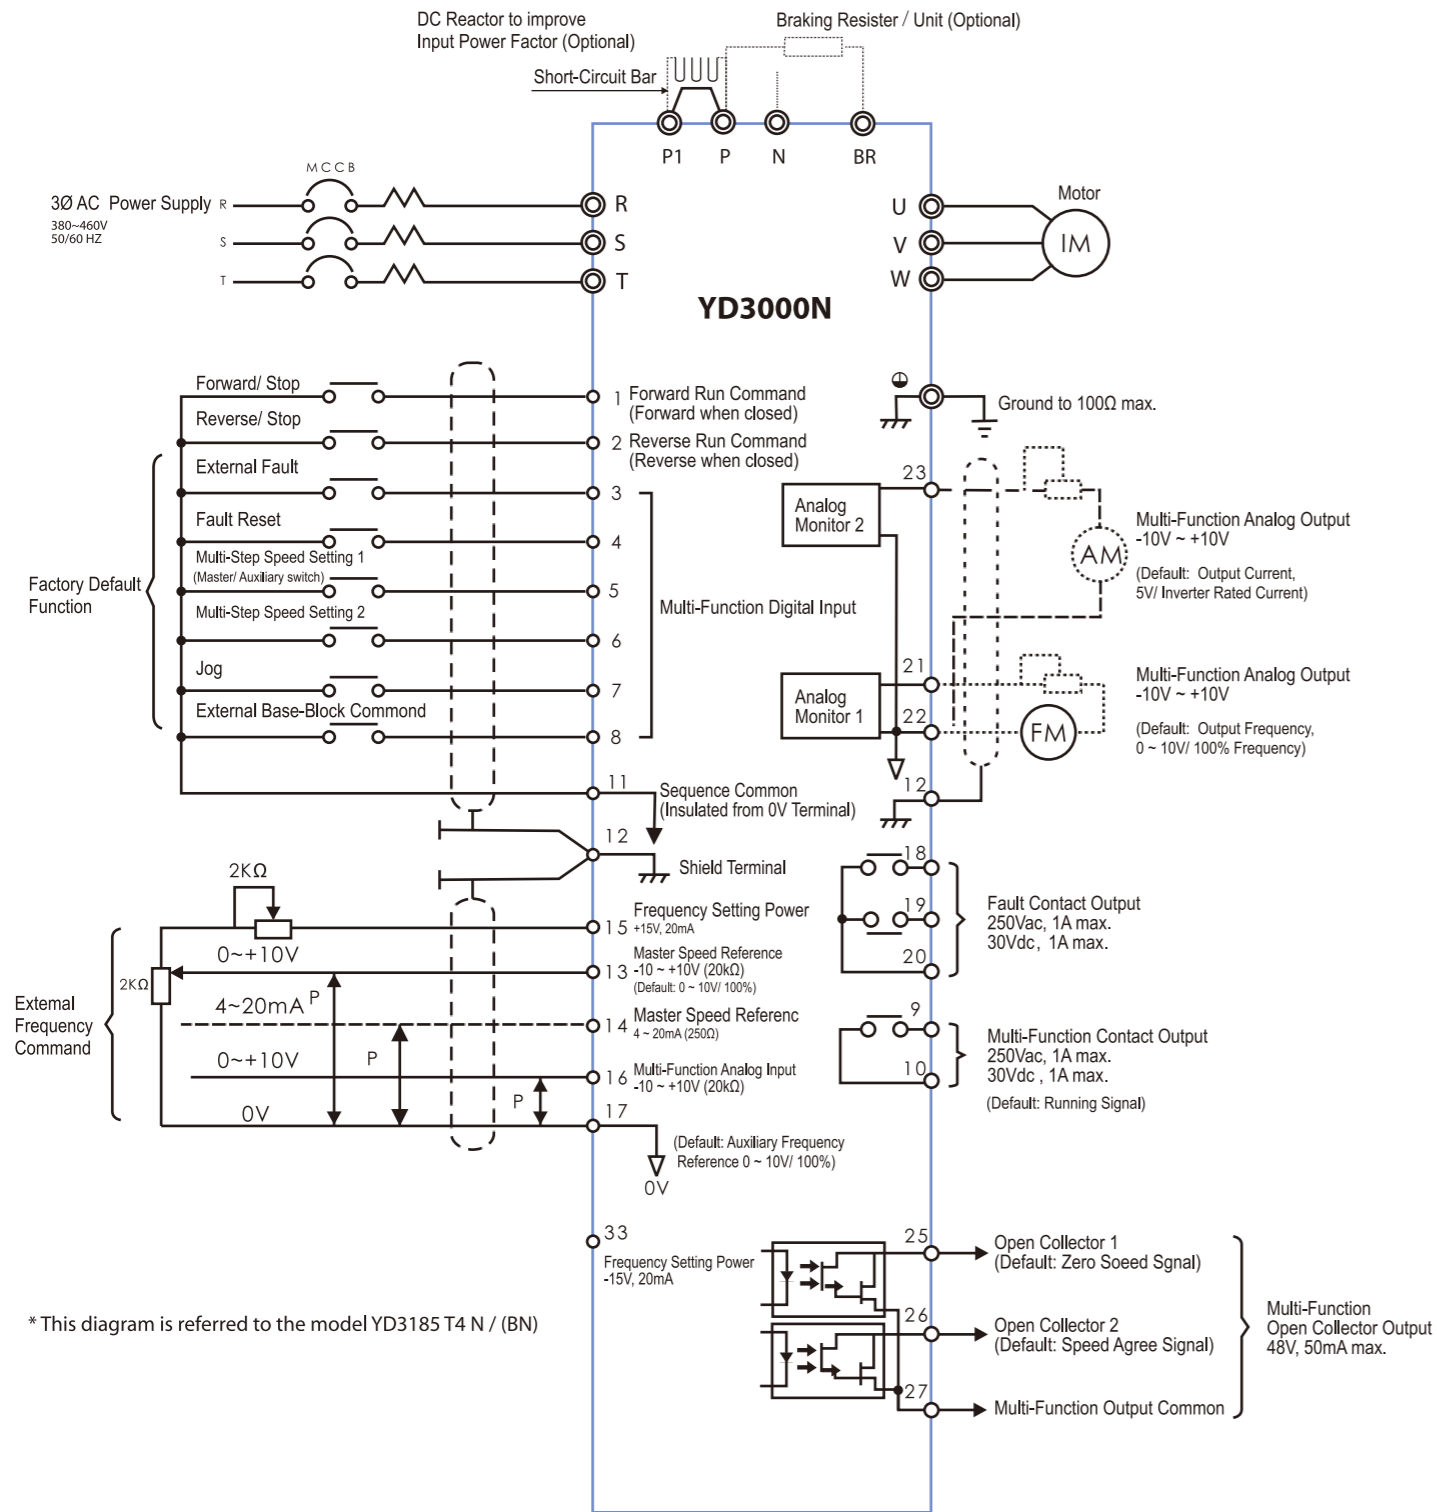 DC Reactor to improve
Input Power Factor (Optional)
Braking Resister / Unit (Optional)
Short-Circuit Bar
P1 P N BR
MCCB
3Ø AC Power Supply R
380~460V
50/60 HZ
S
T
R
S
T
U
V
W
Motor
IM
YD3000N
Forward/ Stop
1 Forward Run Command
(Forward when closed)
Reverse/ Stop
2 Reverse Run Command
(Reverse when closed)
External Fault
3
Fault Reset
4
Multi-Step Speed Setting 1
(Master/ Auxiliary switch)
5
Multi-Step Speed Setting 2
6
Jog
7
External Base-Block Commond
8
Factory Default
Function
Multi-Function Digital Input
11
Sequence Common
(Insulated from 0V Terminal)
12
Shield Terminal
Ground to 100Ω max.
23
Analog
Monitor 2
AM
Multi-Function Analog Output
-10V ~ +10V
(Default: Output Current,
5V/ Inverter Rated Current)
21
Analog
Monitor 1
22
FM
Multi-Function Analog Output
-10V ~ +10V
(Default: Output Frequency,
0 ~ 10V/ 100% Frequency)
12
18
19
20
Fault Contact Output
250Vac, 1A max.
30Vdc , 1A max.
9
10
Multi-Function Contact Output
250Vac, 1A max.
30Vdc , 1A max.
(Default: Running Signal)
2KΩ
15 Frequency Setting Power
+15V, 20mA
0~+10V
2KΩ
13 Master Speed Reference
-10 ~ +10V (20kΩ)
(Default: 0 ~ 10V/ 100%)
4~20mA P
14 Master Speed Referenc
4 ~ 20mA (250Ω)
External
Frequency
Command
0~+10V
P
16 Multi-Function Analog Input
-10 ~ +10V (20kΩ)
P
0V
17
(Default: Auxiliary Frequency
Reference 0 ~ 10V/ 100%)
0V
33
Frequency Setting Power
-15V, 20mA
25
Open Collector 1
(Default: Zero Soeed Sgnal)
26
Open Collector 2
(Default: Speed Agree Signal)
27
Multi-Function Output Common
Multi-Function
Open Collector Output
48V, 50mA max.
* This diagram is referred to the model YD3185 T4 N / (BN)